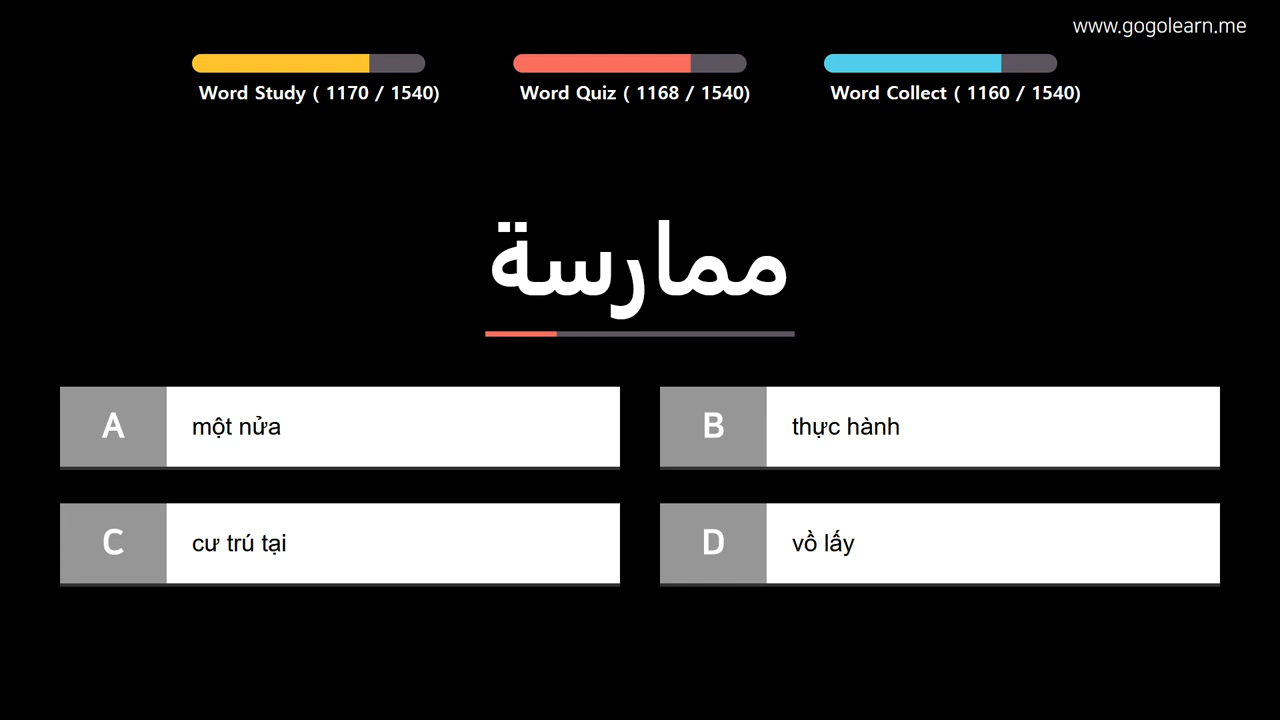 www.gogolearn.me
Word Study ( 1170 / 1540)
Word Quiz ( 1168 / 1540)
Word Collect ( 1160 / 1540)
ممارسة
A một nửa
B thực hành
C cư trú tại
D vồ lấy